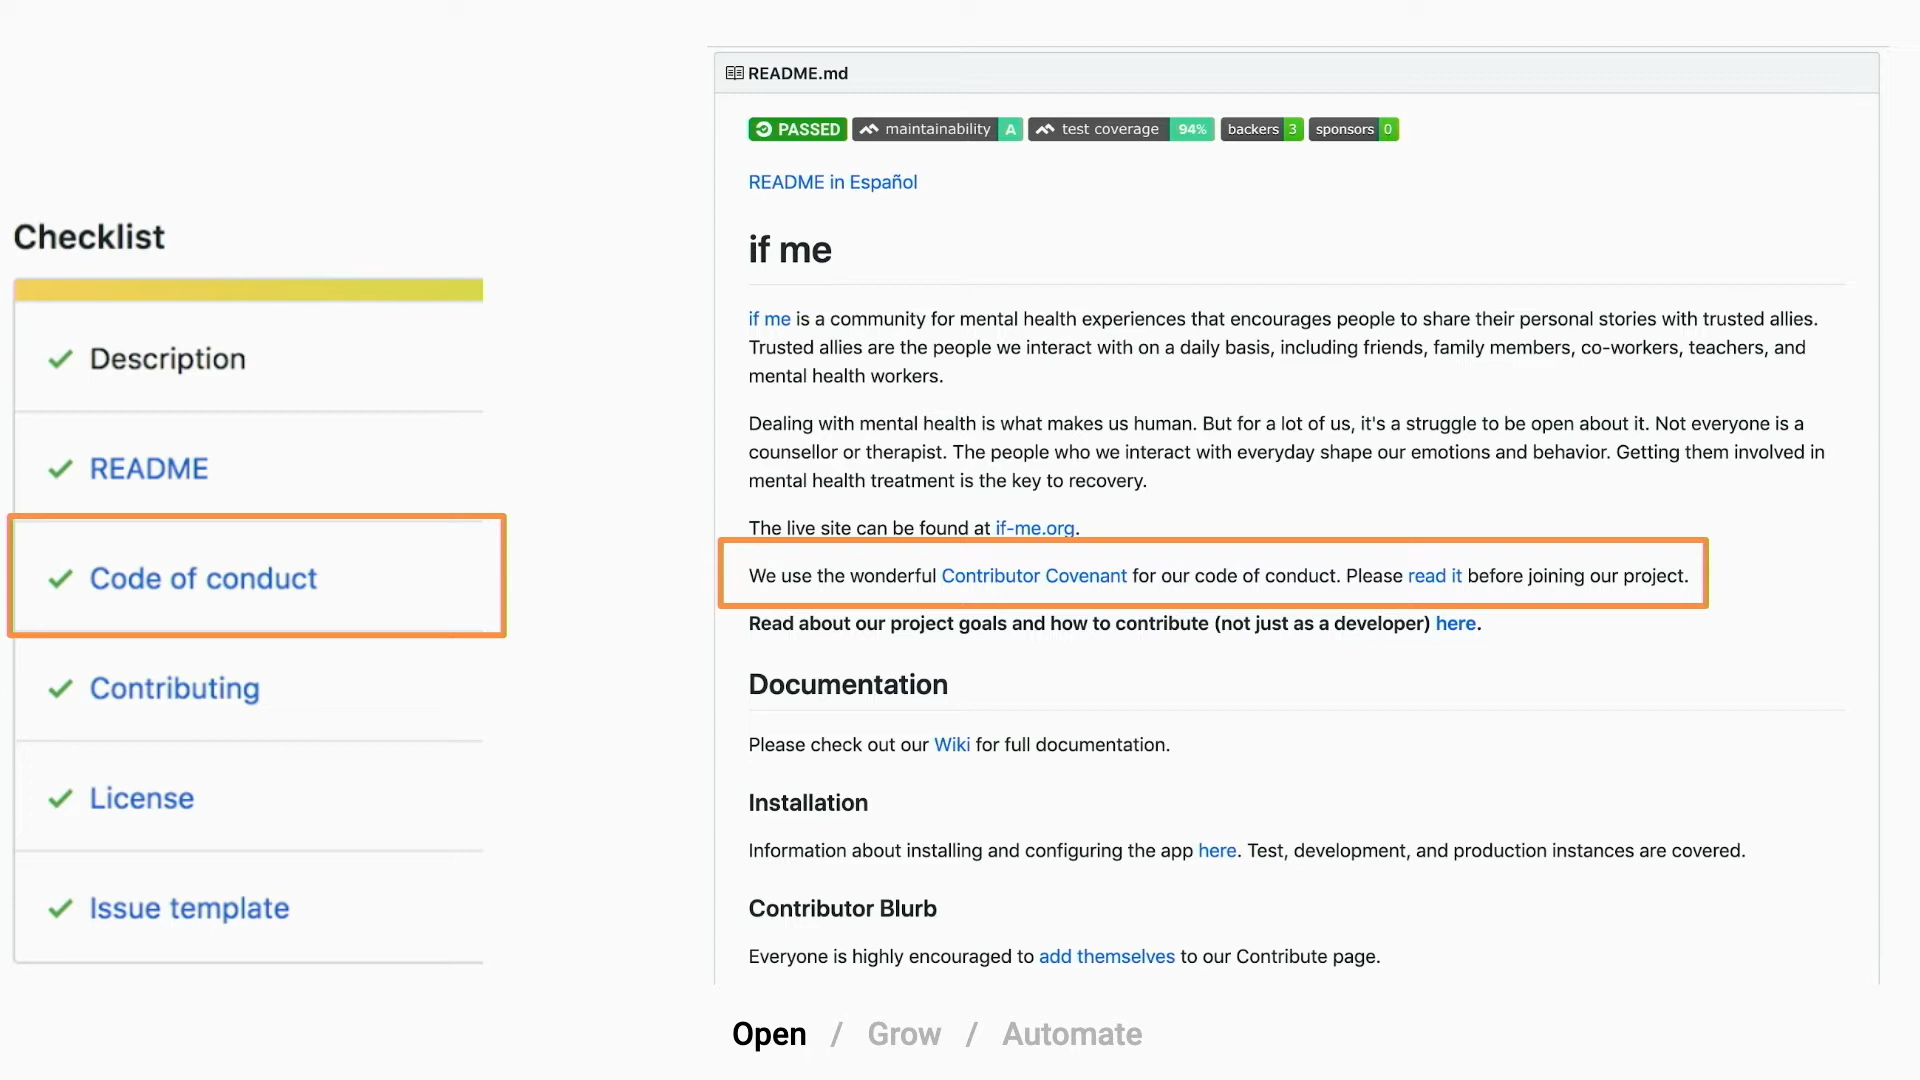 Checklist
Description
README
Code of conduct
Contributing
License
Issue template
README.md
PASSED maintainability A test coverage 94% backers 3 sponsors 0
README in Español
if me
if me is a community for mental health experiences that encourages people to share their personal stories with trusted allies.
Trusted allies are the people we interact with on a daily basis, including friends, family members, co-workers, teachers, and
mental health workers.
Dealing with mental health is what makes us human. But for a lot of us, it's a struggle to be open about it. Not everyone is a
counsellor or therapist. The people who we interact with everyday shape our emotions and behavior. Getting them involved in
mental health treatment is the key to recovery.
The live site can be found at if-me.org.
We use the wonderful Contributor Covenant for our code of conduct. Please read it before joining our project.
Read about our project goals and how to contribute (not just as a developer) here.
Documentation
Please check out our Wiki for full documentation.
Installation
Information about installing and configuring the app here. Test, development, and production instances are covered.
Contributor Blurb
Everyone is highly encouraged to add themselves to our Contribute page.
Open / Grow / Automate